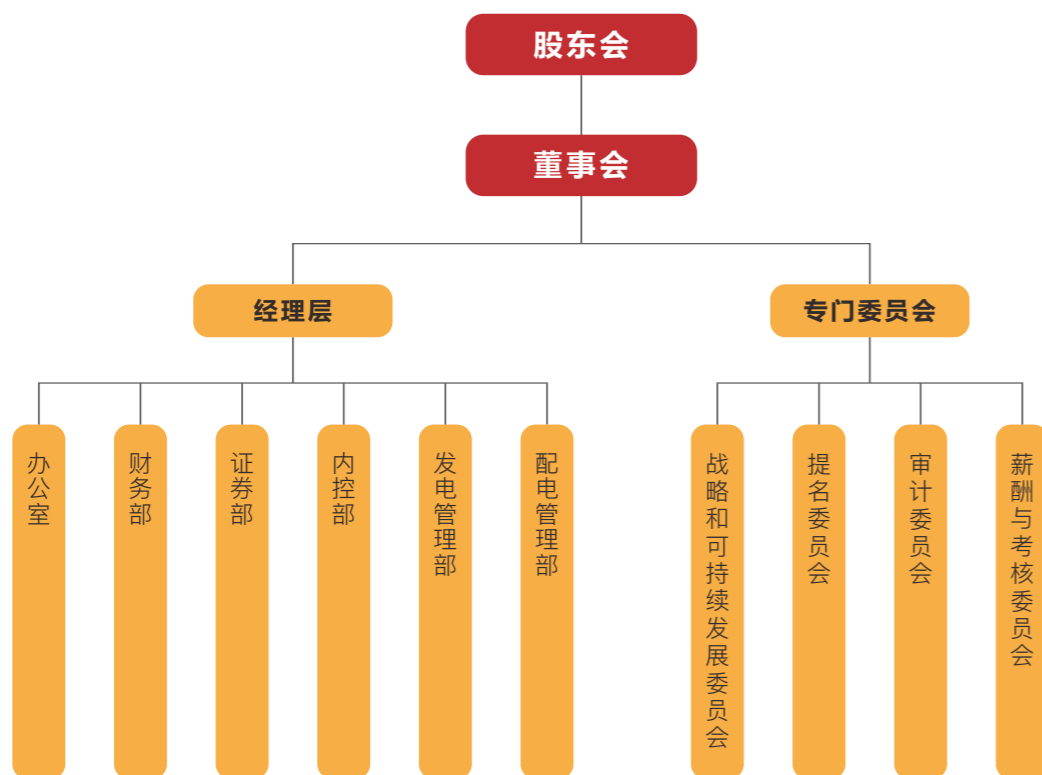 股东会
董事会
经理层
专门委员会
办公室
财务部
证券部
内控部
发电管理部
配电管理部
战略和可持续发展委员会
提名委员会
审计委员会
薪酬与考核委员会